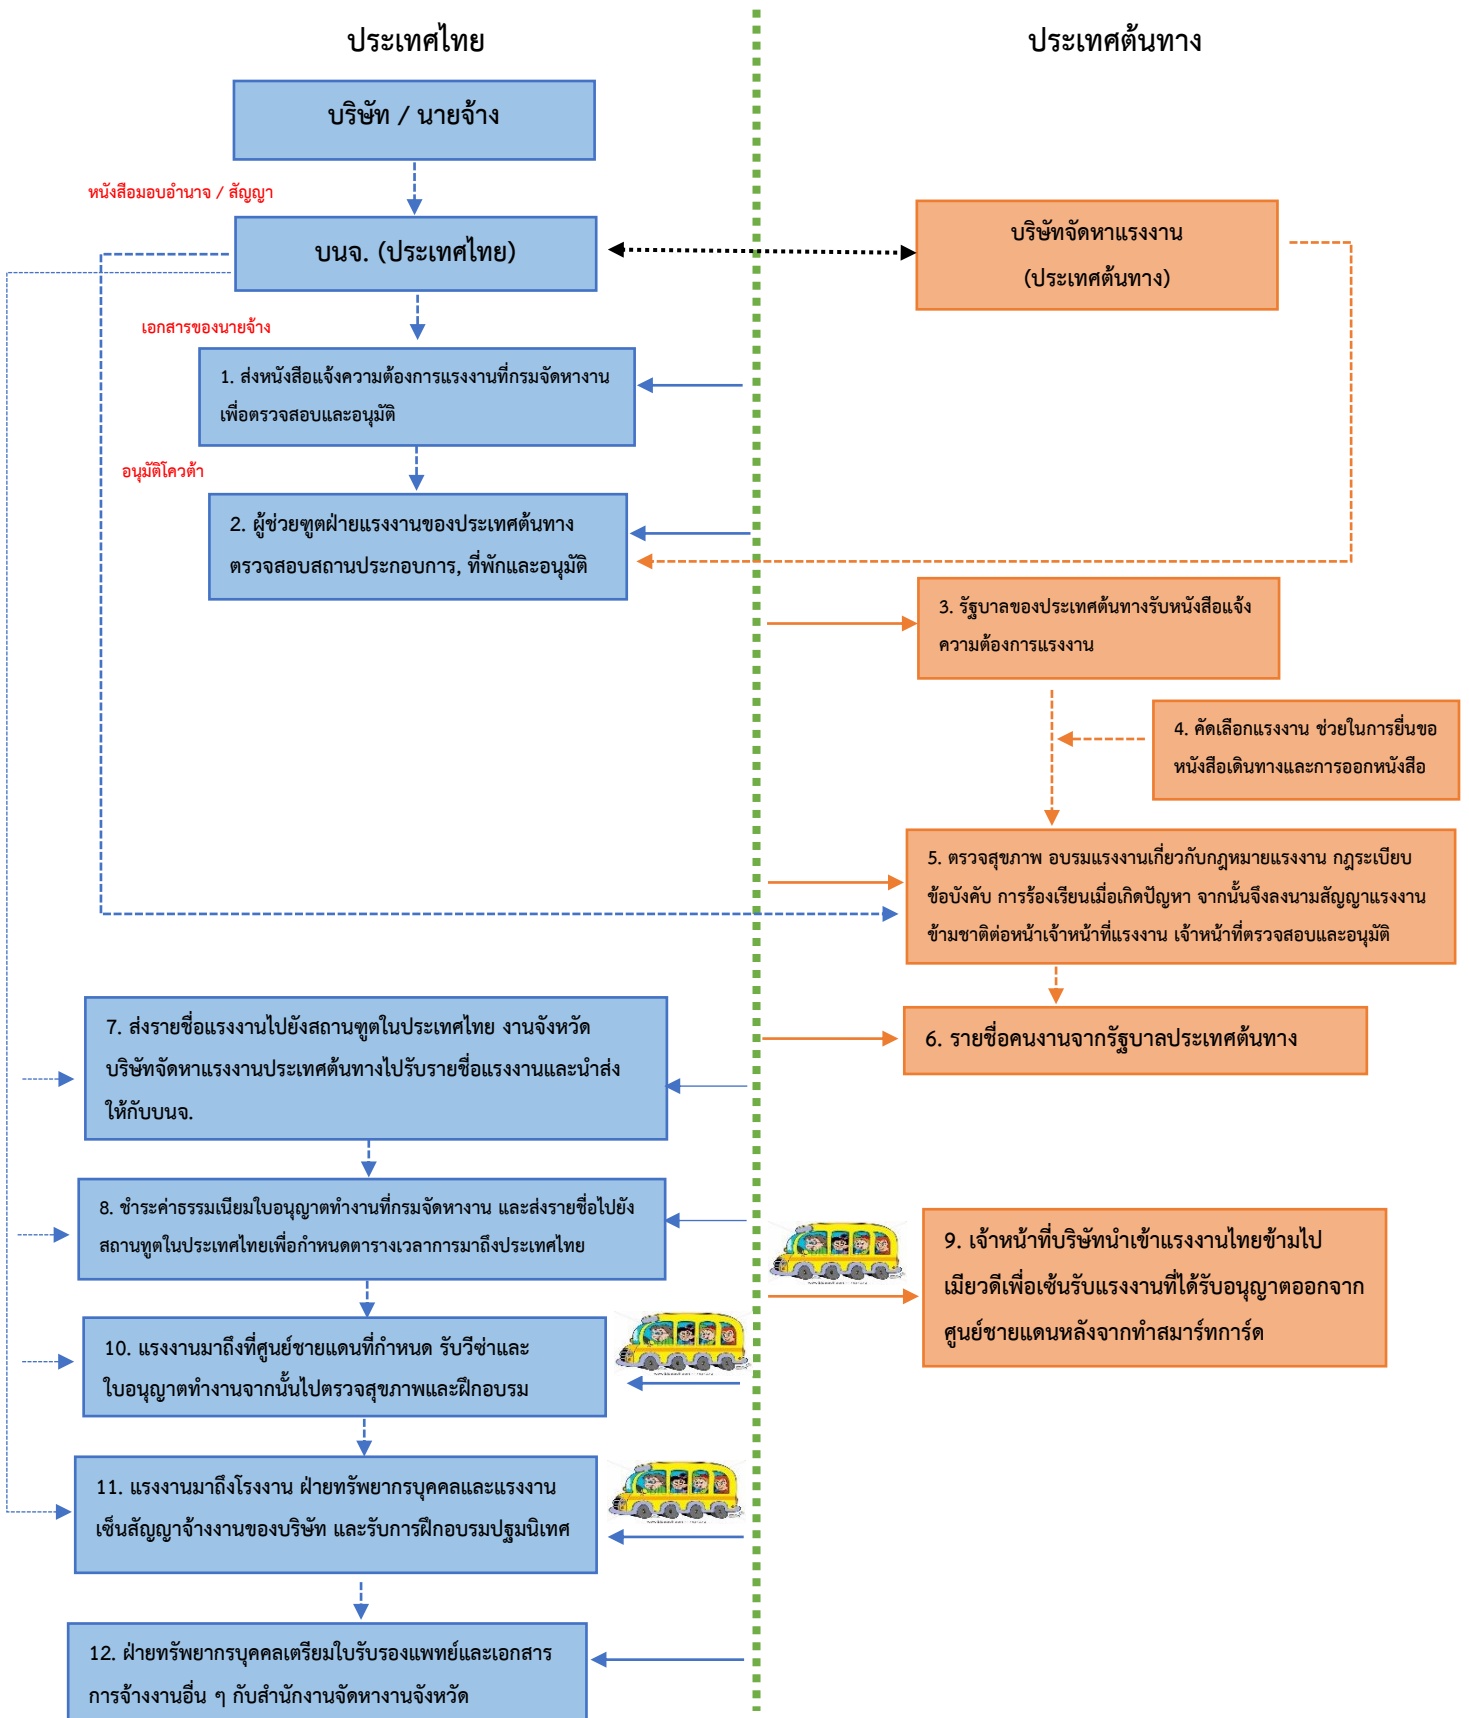 ประเทศไทย
ประเทศต้นทาง
บริษัท / นายจ้าง
หนังสือมอบอำนาจ / สัญญา
บนจ. (ประเทศไทย)
บริษัทจัดหาแรงงาน
(ประเทศต้นทาง)
เอกสารของนายจ้าง
1. ส่งหนังสือแจ้งความต้องการแรงงานที่กรมจัดหางาน
เพื่อตรวจสอบและอนุมัติ
อนุมัติโควต้า
2. ผู้ช่วยฑูตฝ่ายแรงงานของประเทศต้นทาง
ตรวจสอบสถานประกอบการ, ที่พักและอนุมัติ
3. รัฐบาลของประเทศต้นทางรับหนังสือแจ้ง
ความต้องการแรงงาน
4. คัดเลือกแรงงาน ช่วยในการยื่นขอ
หนังสือเดินทางและการออกหนังสือ
5. ตรวจสุขภาพ อบรมแรงงานเกี่ยวกับกฎหมายแรงงาน กฎระเบียบ
ข้อบังคับ การร้องเรียนเมื่อเกิดปัญหา จากนั้นจึงลงนามสัญญาแรงงาน
ข้ามชาติต่อหน้าเจ้าหน้าที่แรงงาน เจ้าหน้าที่ตรวจสอบและอนุมัติ
6. รายชื่อคนงานจากรัฐบาลประเทศต้นทาง
7. ส่งรายชื่อแรงงานไปยังสถานฑูตในประเทศไทย งานจังหวัด
บริษัทจัดหาแรงงานประเทศต้นทางไปรับรายชื่อแรงงานและนำส่ง
ให้กับบนจ.
8. ชำระค่าธรรมเนียมใบอนุญาตทำงานที่กรมจัดหางาน และส่งรายชื่อไปยัง
สถานทูตในประเทศไทยเพื่อกำหนดตารางเวลาการมาถึงประเทศไทย
9. เจ้าหน้าที่บริษัทนำเข้าแรงงานไทยข้ามไป
เมียวดีเพื่อเซ้นรับแรงงานที่ได้รับอนุญาตออกจาก
ศูนย์ชายแดนหลังจากทำสมาร์ทการ์ด
10. แรงงานมาถึงที่ศูนย์ชายแดนที่กำหนด รับวีซ่าและ
ใบอนุญาตทำงานจากนั้นไปตรวจสุขภาพและฝึกอบรม
11. แรงงานมาถึงโรงงาน ฝ่ายทรัพยากรบุคคลและแรงงาน
เซ็นสัญญาจ้างงานของบริษัท และรับการฝึกอบรมปฐมนิเทศ
12. ฝ่ายทรัพยากรบุคคลเตรียมใบรับรองแพทย์และเอกสาร
การจ้างงานอื่น ๆ กับสำนักงานจัดหางานจังหวัด